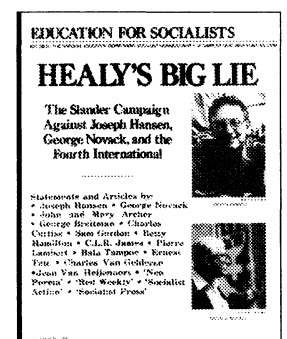 EDUCATION FOR SOCIALISTS
HEALY'S BIG LIE
The Slander Campaign
Against Joseph Hansen,
George Novack, and the
Fourth International
Statements and Articles by:
• Joseph Hansen • George Novack
• John and Mary Archer
• George Breitman • Charles
Curtiss • Sam Gordon • Betty
Hamilton • C.L.R. James • Pierre
Lambert • Bala Tampoe • Ernest
Tate • Charles Van Gelderen
• Jean Van Heijenoort • 'Ner
• 'Red Weekly' • 'Socialist
Action' • 'Socialist Press'